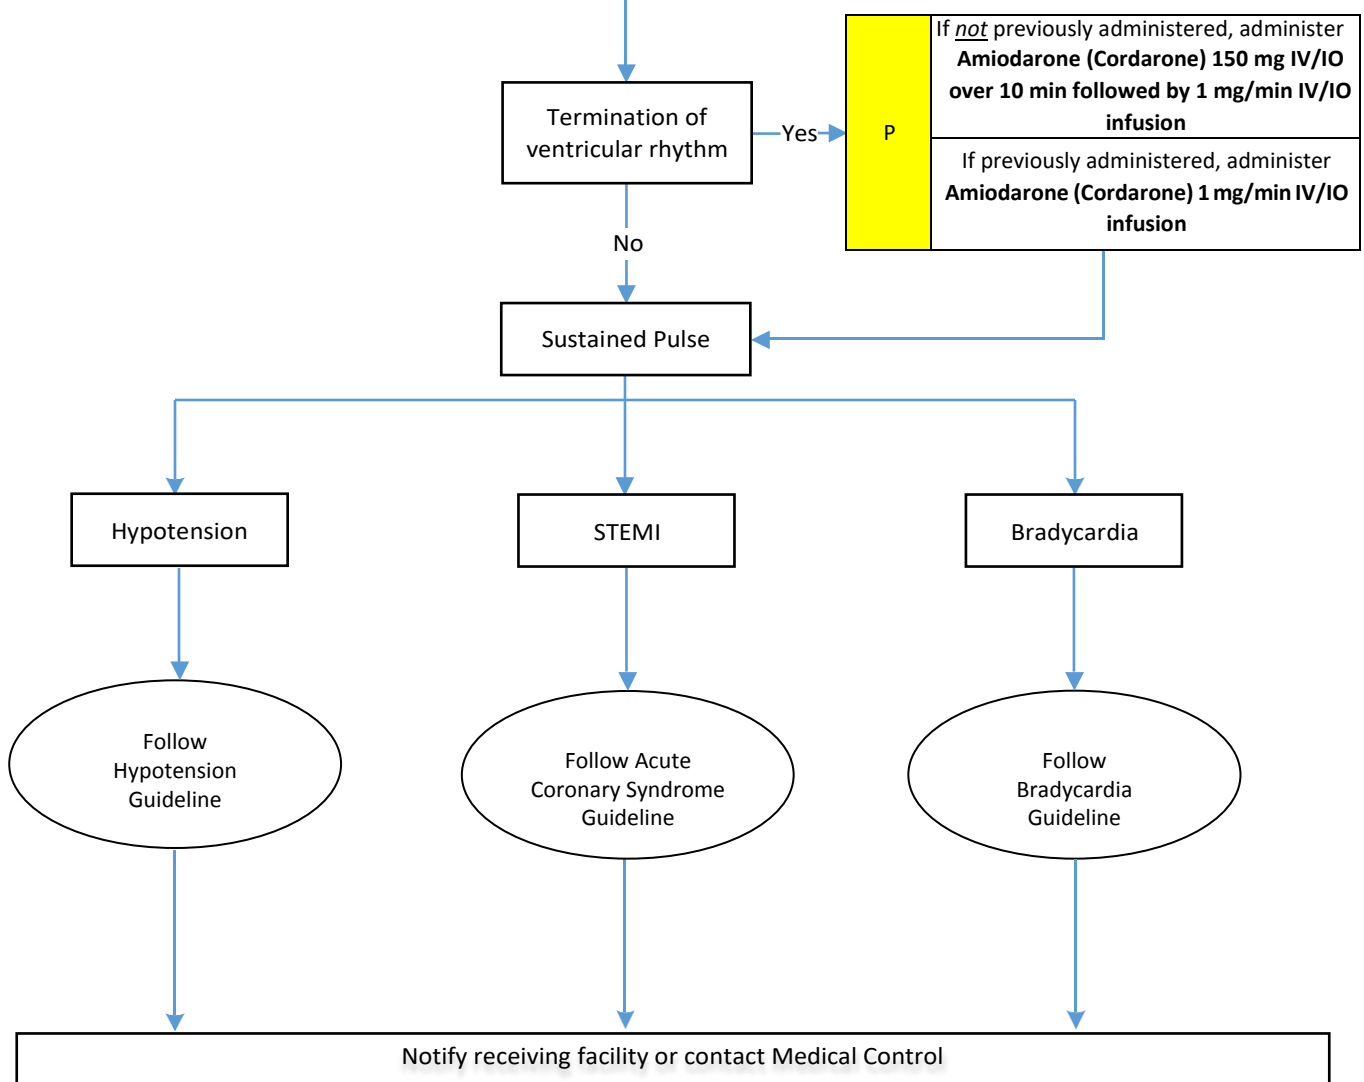 If not previously administered, administer
Amiodarone (Cordarone) 150 mg IV/IO
over 10 min followed by 1 mg/min IV/IO
infusion
Termination of
ventricular rhythm
Yes
P
If previously administered, administer
Amiodarone (Cordarone) 1 mg/min IV/IO
infusion
No
Sustained Pulse
Hypotension
STEMI
Bradycardia
Follow
Hypotension
Guideline
Follow Acute
Coronary Syndrome
Guideline
Follow
Bradycardia
Guideline
Notify receiving facility or contact Medical Control